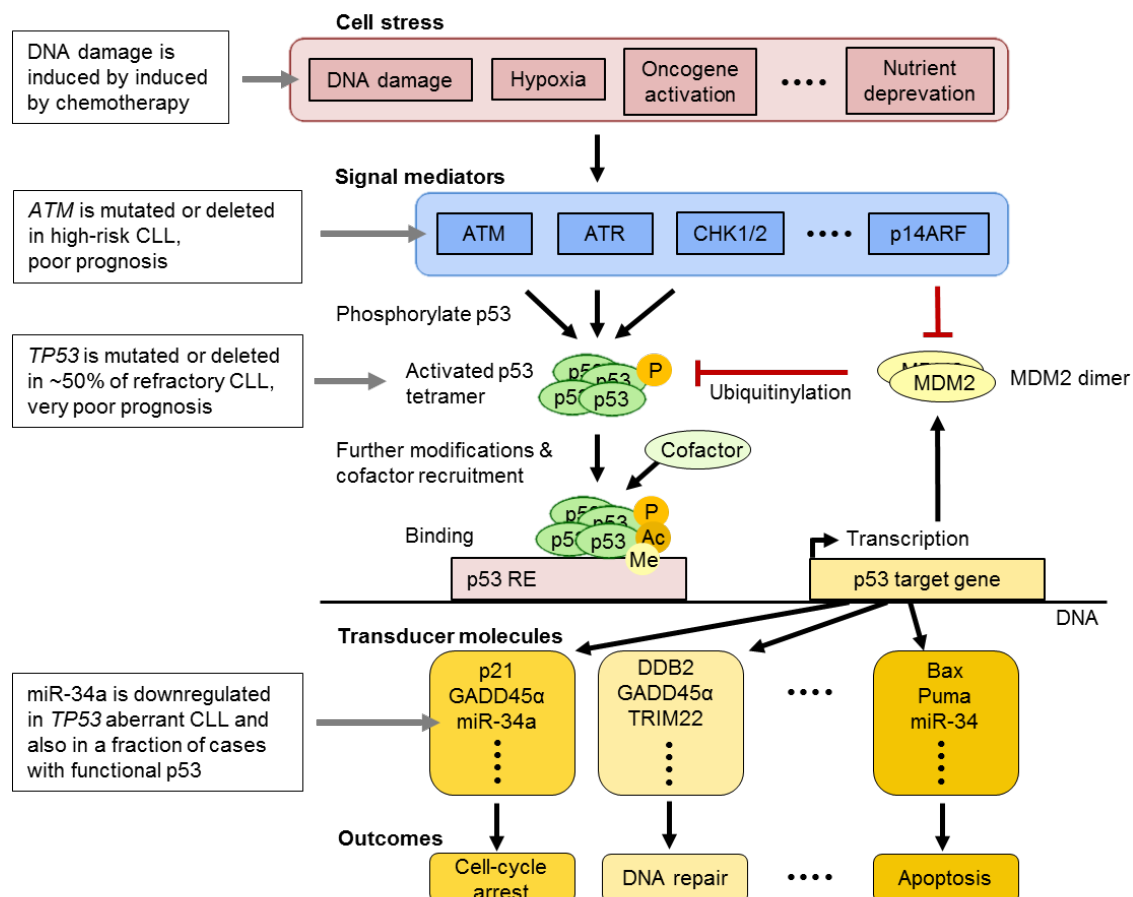 Cell stress
DNA damage is
induced by induced
by chemotherapy
DNA damage
Hypoxia
Oncogene
activation
Nutrient
deprevation
Signal mediators
ATM is mutated or deleted
in high-risk CLL,
poor prognosis
ATM
ATR
CHK1/2
p14ARF
Phosphorylate p53
TP53 is mutated or deleted
in ~50% of refractory CLL,
very poor prognosis
Activated p53
tetramer
p53
p53
p53
p53
P
Ubiquitinylation
MDM2
MDM2
MDM2 dimer
Further modifications &
cofactor recruitment
Cofactor
Binding
p53
p53
p53
p53
P
Ac
Me
Transcription
p53 RE
p53 target gene
DNA
Transducer molecules
miR-34a is downregulated
in TP53 aberrant CLL and
also in a fraction of cases
with functional p53
p21
GADD45α
miR-34a
DDB2
GADD45α
TRIM22
Bax
Puma
miR-34
Outcomes
Cell-cycle
arrest
DNA repair
Apoptosis